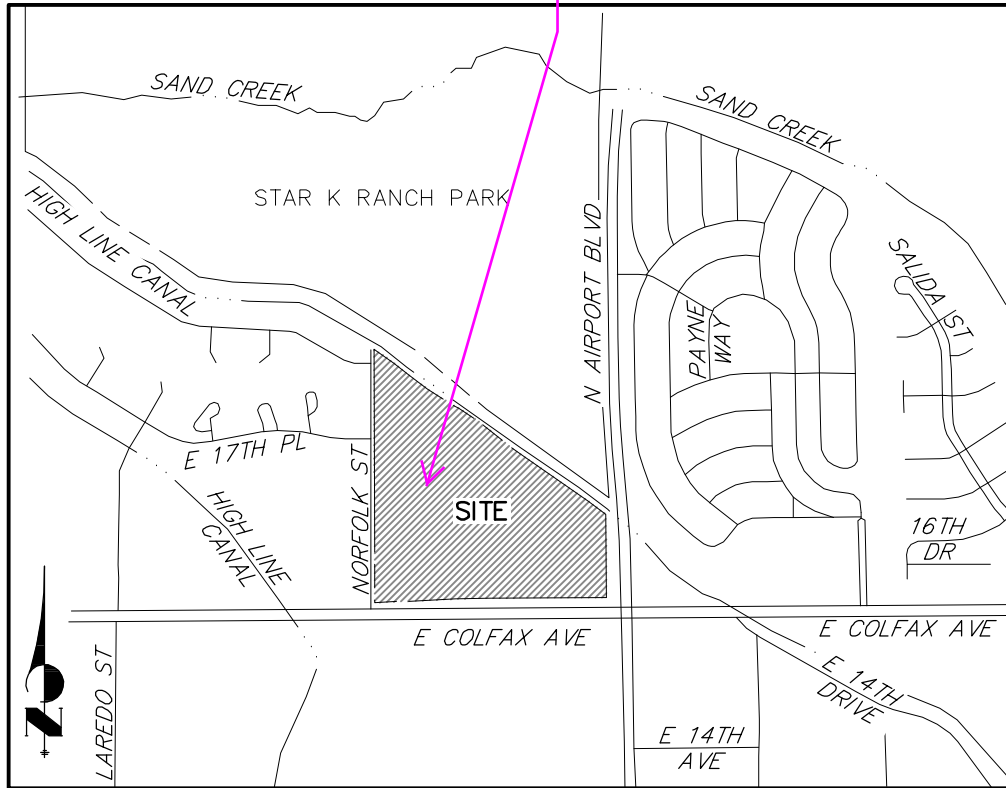 SAND CREEK
SAND CREEK
STAR K RANCH PARK
HIGH LINE CANAL
N AIRPORT BLVD
SALIDA ST
PAYNE
WAY
E 17TH PL
NORFOLK ST
HIGH LINE
CANAL
SITE
16TH
DR
E COLFAX AVE
E COLFAX AVE
LAREDO ST
E 14TH
DRIVE
E 14TH
AVE
N